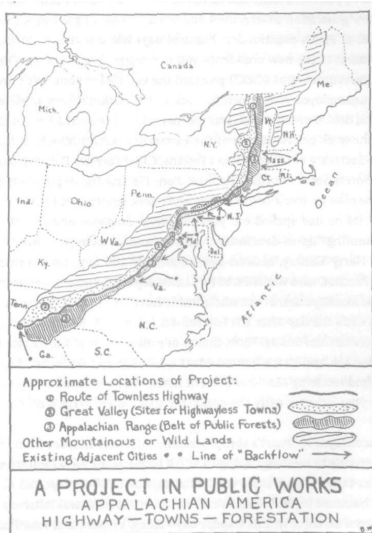 Canada
Me.
Mich.
Vt.
N.H.
N.Y.
Mass.
Ct.
R.I.
Penn.
N.J.
Ind.
Ohio
Md.
Del.
W.Va.
Ky.
Va.
Tenn.
N.C.
S.C.
Ga.
Atlantic
Ocean
Approximate Locations of Project:
① Route of Townless Highway
② Great Valley (Sites for Highwayless Towns)
③ Appalachian Range (Belt of Public Forests)
Other Mountainous or Wild Lands
Existing Adjacent Cities • • Line of "Backflow" →
A PROJECT IN PUBLIC WORKS
APPALACHIAN AMERICA
HIGHWAY — TOWNS — FORESTATION